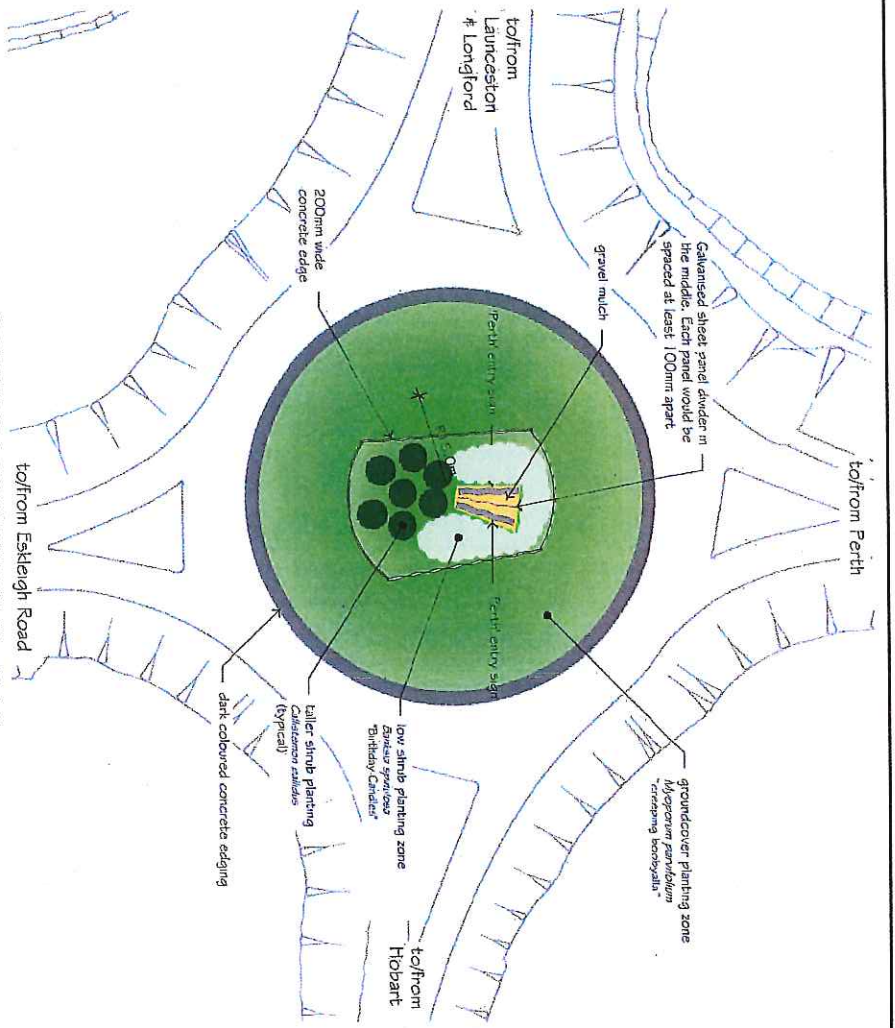 to/from
Launceston
& Longford
200mm wide
concrete edge
gravel mulch
Galvanised sheet panel divider in
the middle. Each panel would be
spaced at least 100mm apart
to/from Perth
'Perth' entry sign
'Perth' entry sign
to/from Eskleigh Road
groundcover planting zone
Myoporum parvifolium
"creeping boobyalla"
low shrub planting zone
Banksia spinulosa
"Birthday Candles"
taller shrub planting
Callistemon pallidus
(typical)
dark coloured concrete edging
to/from
Hobart